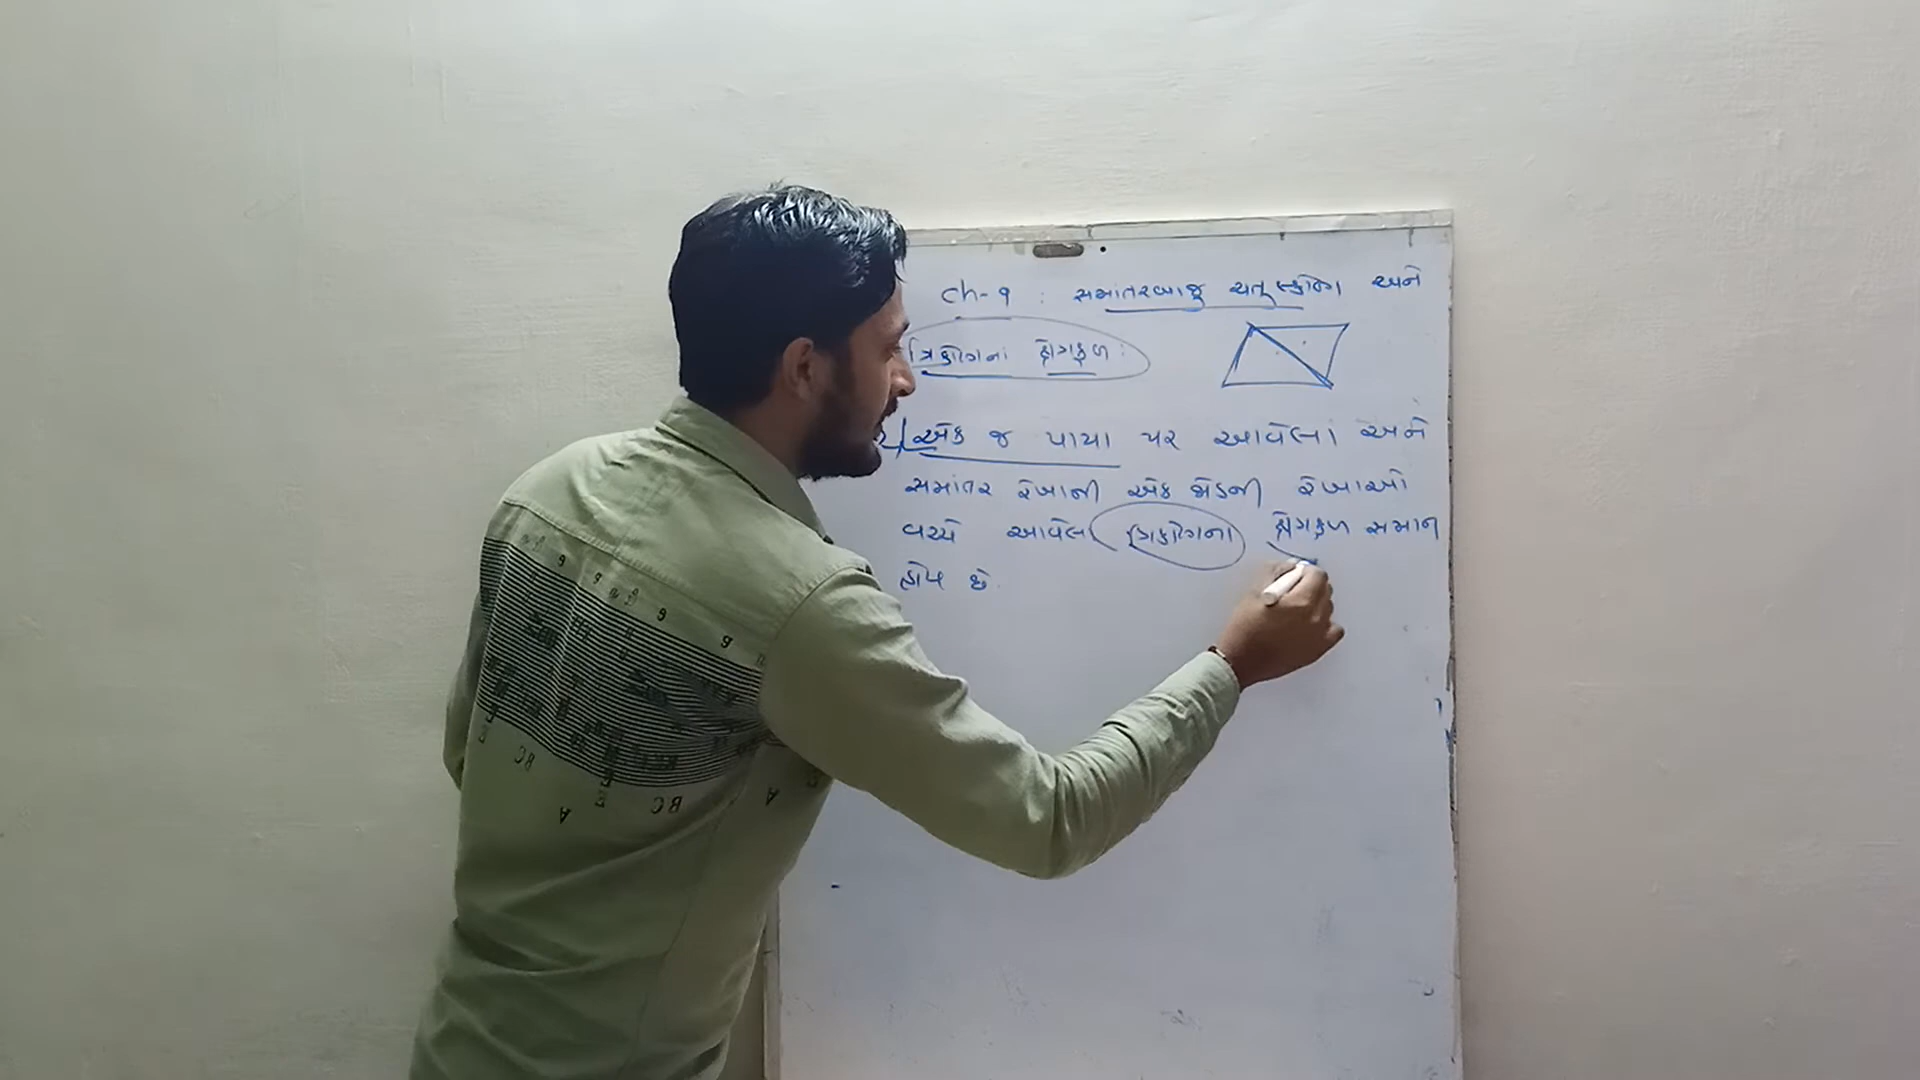 ch-9 : સમાંતરબાજુ ચતુષ્કોણ અને
ત્રિકોણનાં ક્ષેત્રફળ :
એક જ પાયા પર આવેલાં અને
સમાંતર રેખાની એક જોડની રેખાઓ
વચ્ચે આવેલા ત્રિકોણના ક્ષેત્રફળ સમાન
હોય છે.